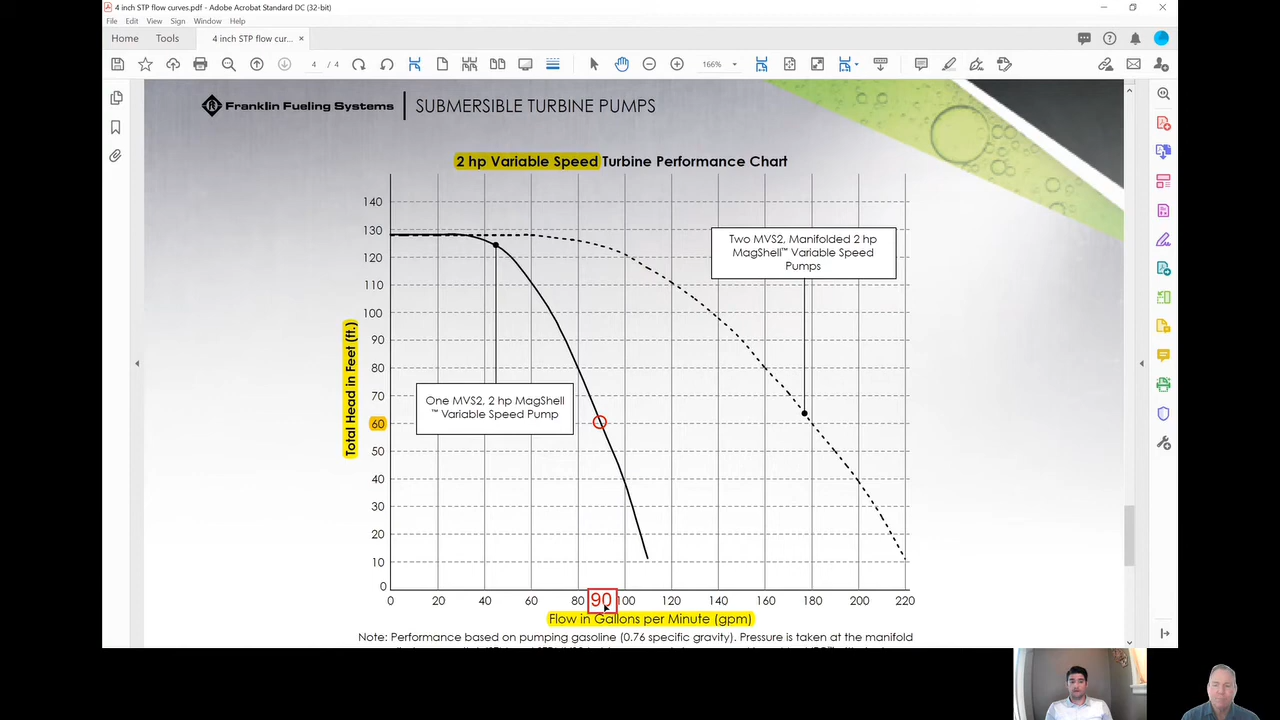 4 inch STP flow curves.pdf - Adobe Acrobat Standard DC (32-bit)
File Edit View Sign Window Help
Home Tools 4 inch STP flow cur... ×
4 / 4 166%
Franklin Fueling Systems SUBMERSIBLE TURBINE PUMPS
2 hp Variable Speed Turbine Performance Chart
140
130
120
110
100
90
80
70
60
50
40
30
20
10
0
Total Head in Feet (ft.)
Two MVS2, Manifolded 2 hp
MagShell™ Variable Speed
Pumps
One MVS2, 2 hp MagShell
™ Variable Speed Pump
0 20 40 60 80 90 100 120 140 160 180 200 220
Flow in Gallons per Minute (gpm)
Note: Performance based on pumping gasoline (0.76 specific gravity). Pressure is taken at the manifold